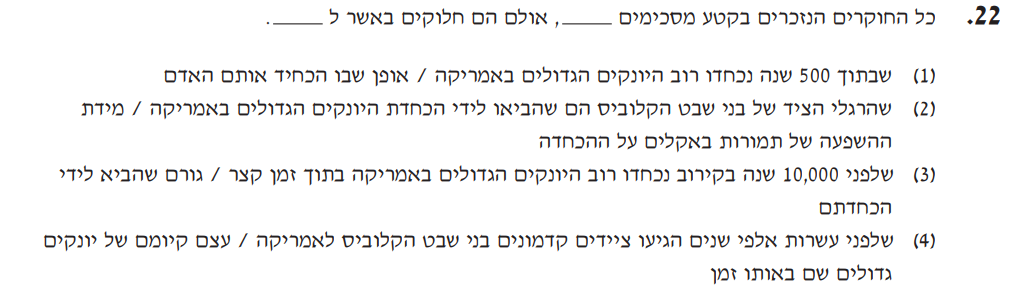 22. כל החוקרים הנזכרים בקטע מסכימים _____, אולם הם חלוקים באשר ל _____.
(1) שבתוך 500 שנה נכחדו רוב היונקים הגדולים באמריקה / אופן שבו הכחיד אותם האדם
(2) שהרגלי הציד של בני שבט הקלוביס הם שהביאו לידי הכחדת היונקים הגדולים באמריקה / מידת
ההשפעה של תמורות באקלים על ההכחדה
(3) שלפני 10,000 שנה בקירוב נכחדו רוב היונקים הגדולים באמריקה בתוך זמן קצר / גורם שהביא לידי
הכחדתם
(4) שלפני עשרות אלפי שנים הגיעו ציידים קדמונים בני שבט הקלוביס לאמריקה / עצם קיומם של יונקים
גדולים שם באותו זמן